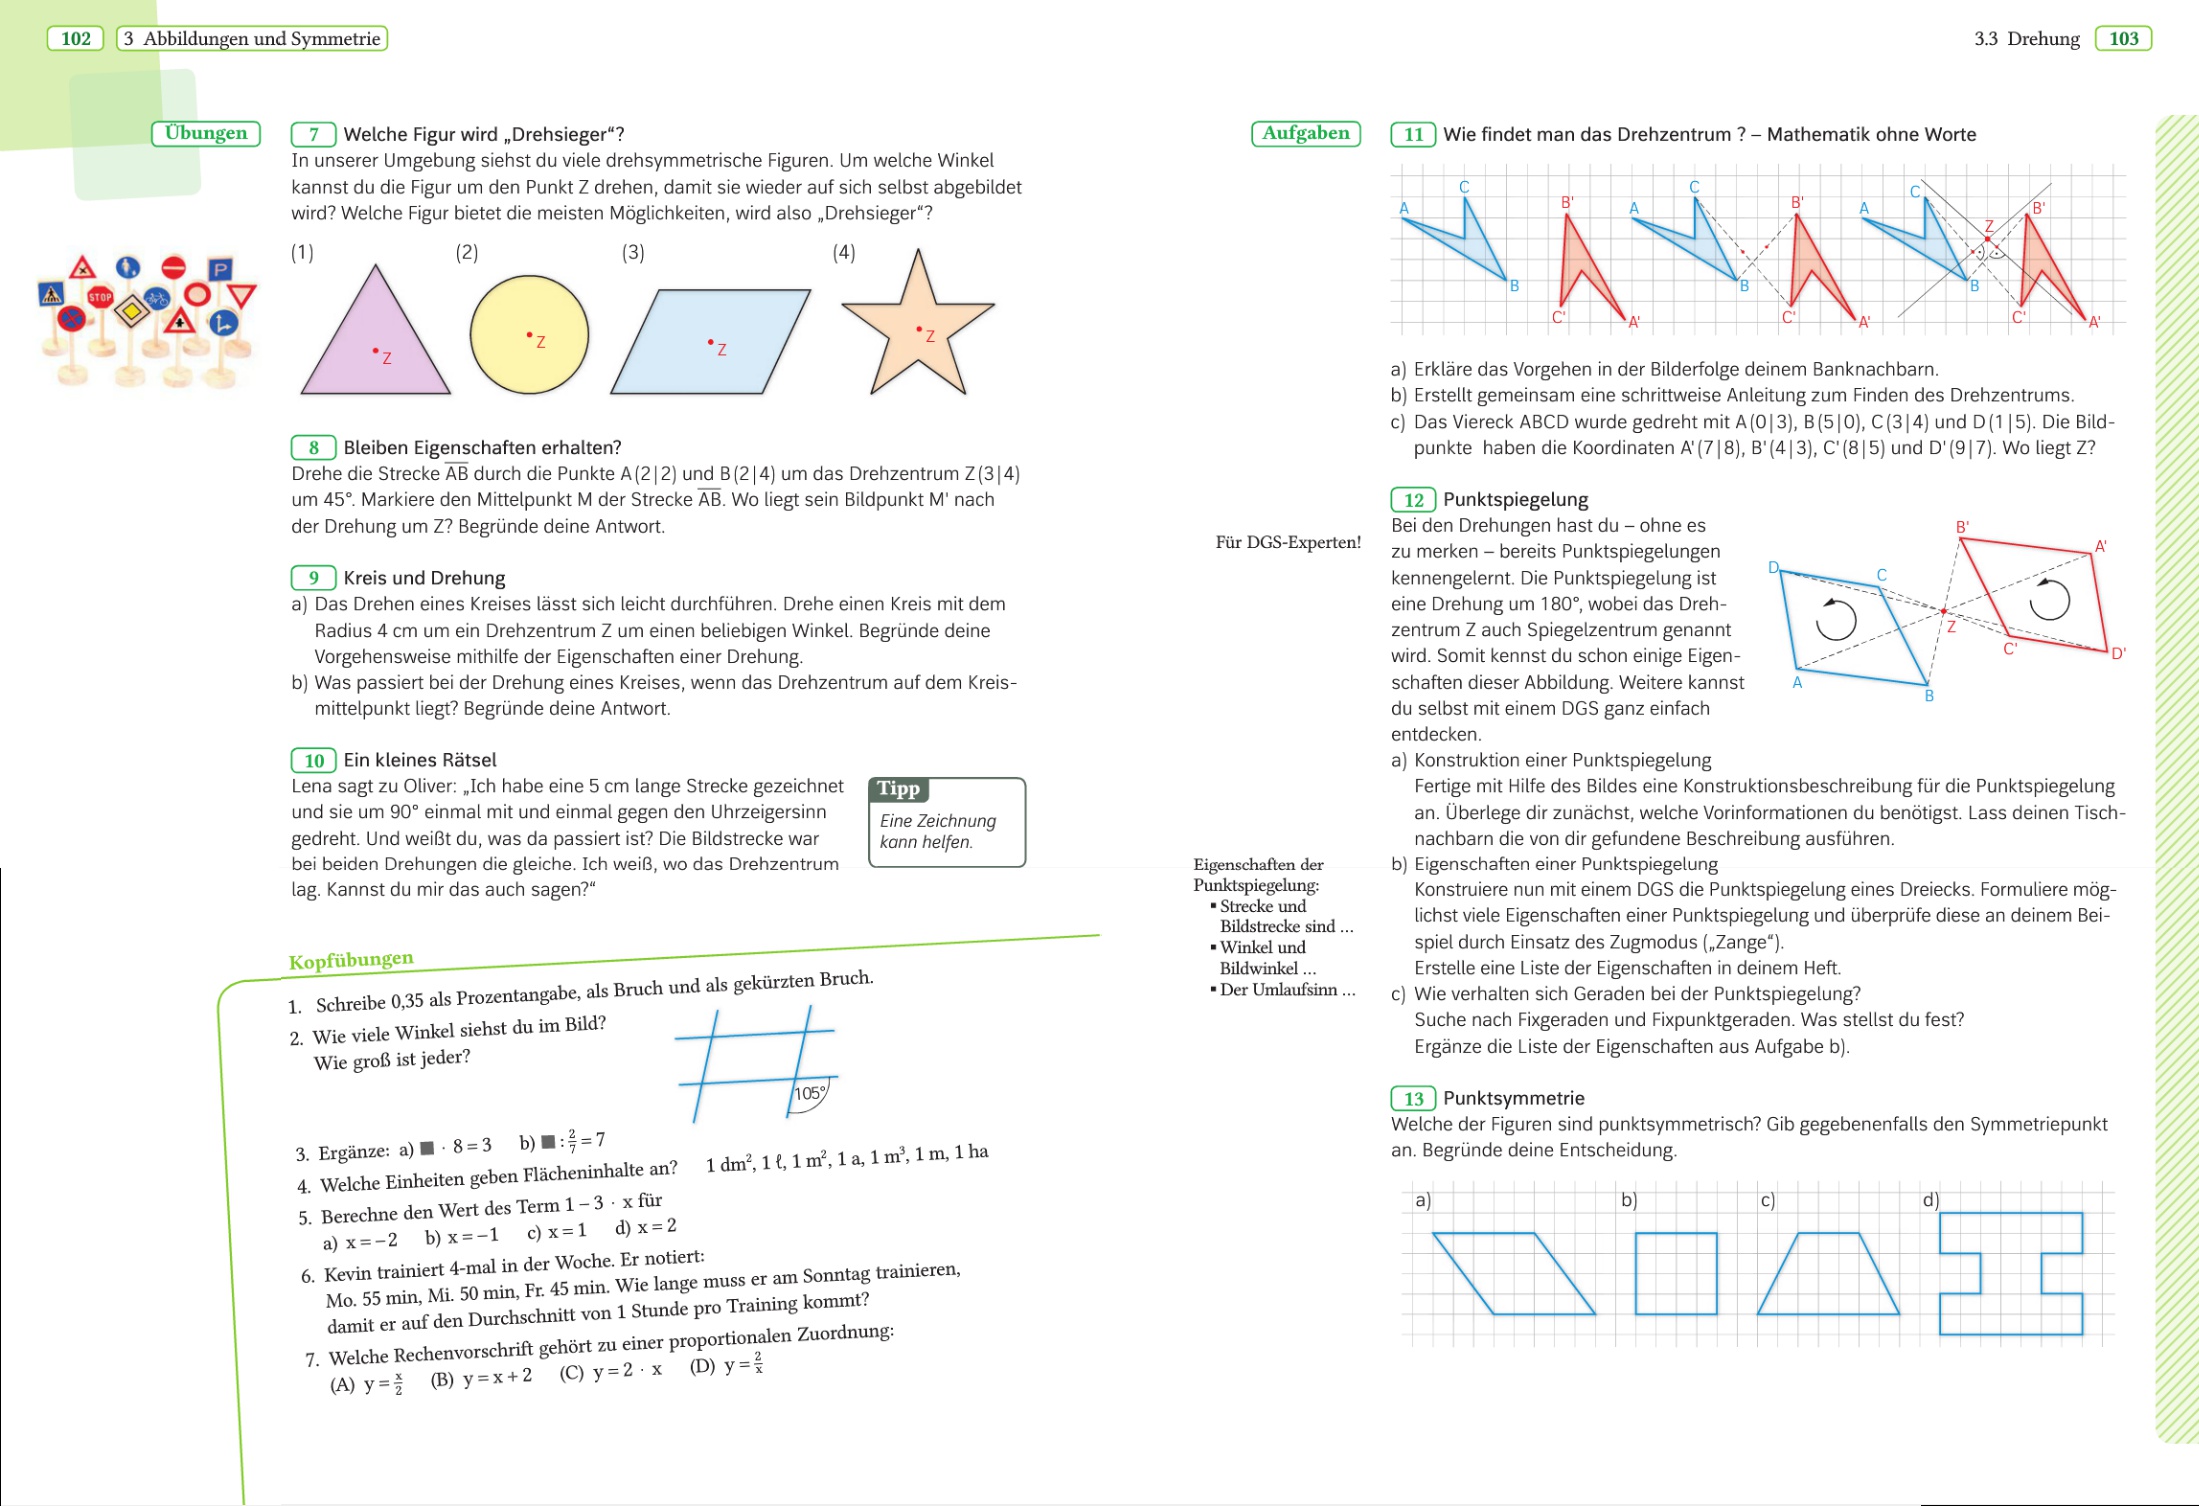 102
3 Abbildungen und Symmetrie
Übungen
7 Welche Figur wird „Drehsieger“?
In unserer Umgebung siehst du viele drehsymmetrische Figuren. Um welche Winkel
kannst du die Figur um den Punkt Z drehen, damit sie wieder auf sich selbst abgebildet
wird? Welche Figur bietet die meisten Möglichkeiten, wird also „Drehsieger“?
(1) (2) (3) (4)
Z Z Z Z
P
STOP
8 Bleiben Eigenschaften erhalten?
Drehe die Strecke A̅B̅ durch die Punkte A(2|2) und B(2|4) um das Drehzentrum Z(3|4)
um 45°. Markiere den Mittelpunkt M der Strecke A̅B̅. Wo liegt sein Bildpunkt M' nach
der Drehung um Z? Begründe deine Antwort.
9 Kreis und Drehung
a) Das Drehen eines Kreises lässt sich leicht durchführen. Drehe einen Kreis mit dem
Radius 4 cm um ein Drehzentrum Z um einen beliebigen Winkel. Begründe deine
Vorgehensweise mithilfe der Eigenschaften einer Drehung.
b) Was passiert bei der Drehung eines Kreises, wenn das Drehzentrum auf dem Kreis-
mittelpunkt liegt? Begründe deine Antwort.
10 Ein kleines Rätsel
Lena sagt zu Oliver: „Ich habe eine 5 cm lange Strecke gezeichnet
und sie um 90° einmal mit und einmal gegen den Uhrzeigersinn
gedreht. Und weißt du, was da passiert ist? Die Bildstrecke war
bei beiden Drehungen die gleiche. Ich weiß, wo das Drehzentrum
lag. Kannst du mir das auch sagen?“
Tipp
Eine Zeichnung
kann helfen.
Kopfübungen
1. Schreibe 0,35 als Prozentangabe, als Bruch und als gekürzten Bruch.
2. Wie viele Winkel siehst du im Bild?
Wie groß ist jeder?
105°
3. Ergänze: a) ■ · 8 = 3 b) ■ : 2/7 = 7
4. Welche Einheiten geben Flächeninhalte an? 1 dm², 1 ℓ, 1 m², 1 a, 1 m³, 1 m, 1 ha
5. Berechne den Wert des Term 1 – 3 · x für
a) x = –2 b) x = –1 c) x = 1 d) x = 2
6. Kevin trainiert 4-mal in der Woche. Er notiert:
Mo. 55 min, Mi. 50 min, Fr. 45 min. Wie lange muss er am Sonntag trainieren,
damit er auf den Durchschnitt von 1 Stunde pro Training kommt?
7. Welche Rechenvorschrift gehört zu einer proportionalen Zuordnung:
(A) y = x/2 (B) y = x + 2 (C) y = 2 · x (D) y = 2/x
3.3 Drehung
103
Aufgaben
11 Wie findet man das Drehzentrum ? – Mathematik ohne Worte
A C B B' C' A' A C B B' C' A' A C B Z B' C' A'
a) Erkläre das Vorgehen in der Bilderfolge deinem Banknachbarn.
b) Erstellt gemeinsam eine schrittweise Anleitung zum Finden des Drehzentrums.
c) Das Viereck ABCD wurde gedreht mit A(0|3), B(5|0), C(3|4) und D(1|5). Die Bild-
punkte haben die Koordinaten A'(7|8), B'(4|3), C'(8|5) und D'(9|7). Wo liegt Z?
12 Punktspiegelung
Für DGS-Experten!
Bei den Drehungen hast du – ohne es
zu merken – bereits Punktspiegelungen
kennengelernt. Die Punktspiegelung ist
eine Drehung um 180°, wobei das Dreh-
zentrum Z auch Spiegelzentrum genannt
wird. Somit kennst du schon einige Eigen-
schaften dieser Abbildung. Weitere kannst
du selbst mit einem DGS ganz einfach
entdecken.
D C A B Z B' A' C' D'
a) Konstruktion einer Punktspiegelung
Fertige mit Hilfe des Bildes eine Konstruktionsbeschreibung für die Punktspiegelung
an. Überlege dir zunächst, welche Vorinformationen du benötigst. Lass deinen Tisch-
nachbarn die von dir gefundene Beschreibung ausführen.
b) Eigenschaften einer Punktspiegelung
Konstruiere nun mit einem DGS die Punktspiegelung eines Dreiecks. Formuliere mög-
lichst viele Eigenschaften einer Punktspiegelung und überprüfe diese an deinem Bei-
spiel durch Einsatz des Zugmodus („Zange“).
Erstelle eine Liste der Eigenschaften in deinem Heft.
Eigenschaften der
Punktspiegelung:
▪ Strecke und
Bildstrecke sind ...
▪ Winkel und
Bildwinkel ...
▪ Der Umlaufsinn ...
c) Wie verhalten sich Geraden bei der Punktspiegelung?
Suche nach Fixgeraden und Fixpunktgeraden. Was stellst du fest?
Ergänze die Liste der Eigenschaften aus Aufgabe b).
13 Punktsymmetrie
Welche der Figuren sind punktsymmetrisch? Gib gegebenenfalls den Symmetriepunkt
an. Begründe deine Entscheidung.
a) b) c) d)